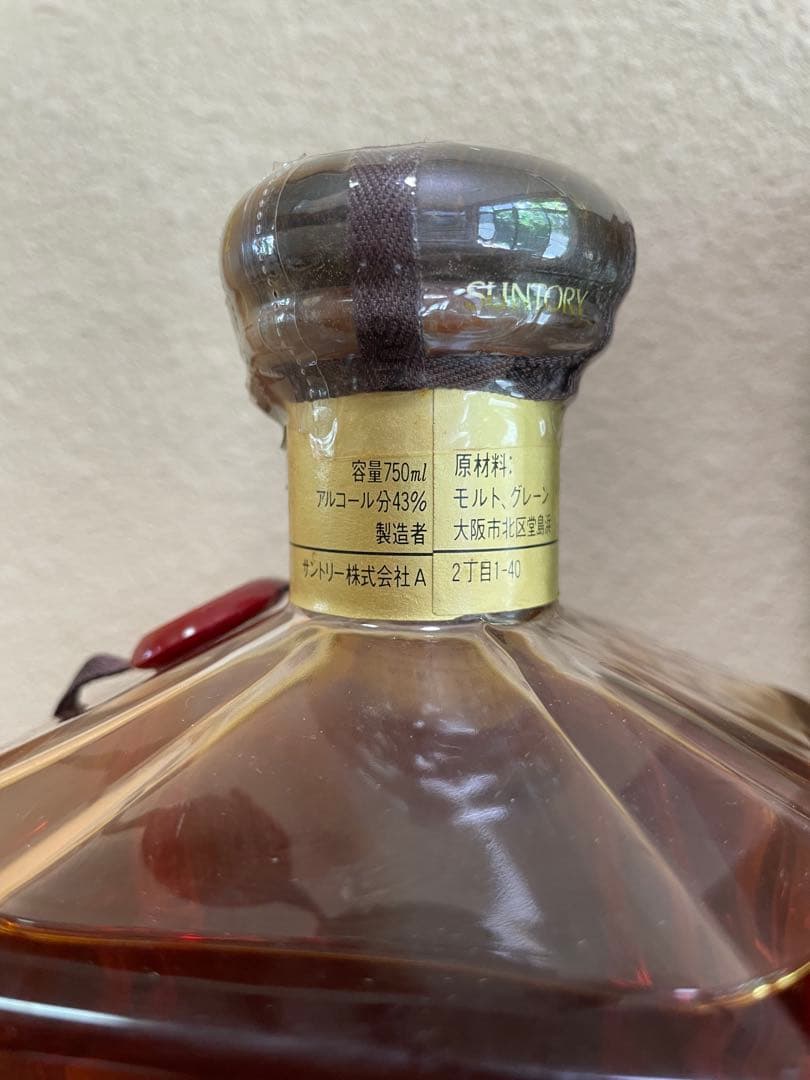 SUNTORY
容量750ml
アルコール分43%
製造者
サントリー株式会社A
原材料:
モルト、グレーン
大阪市北区堂島浜
2丁目1-40